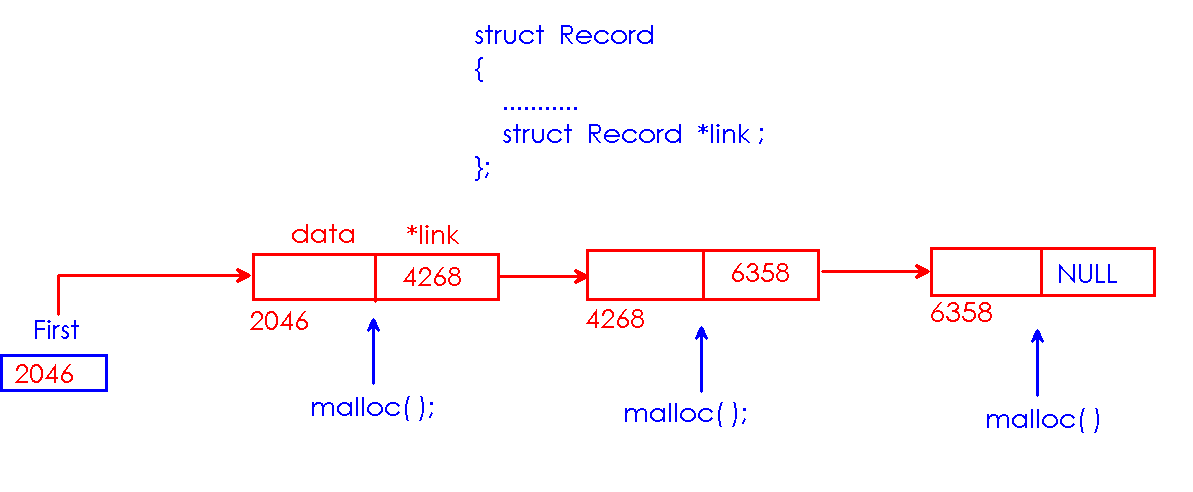 struct Record
{
...........
struct Record *link ;
};
data *link
4268
6358
NULL
2046
4268
6358
First
2046
malloc( );
malloc( );
malloc( )